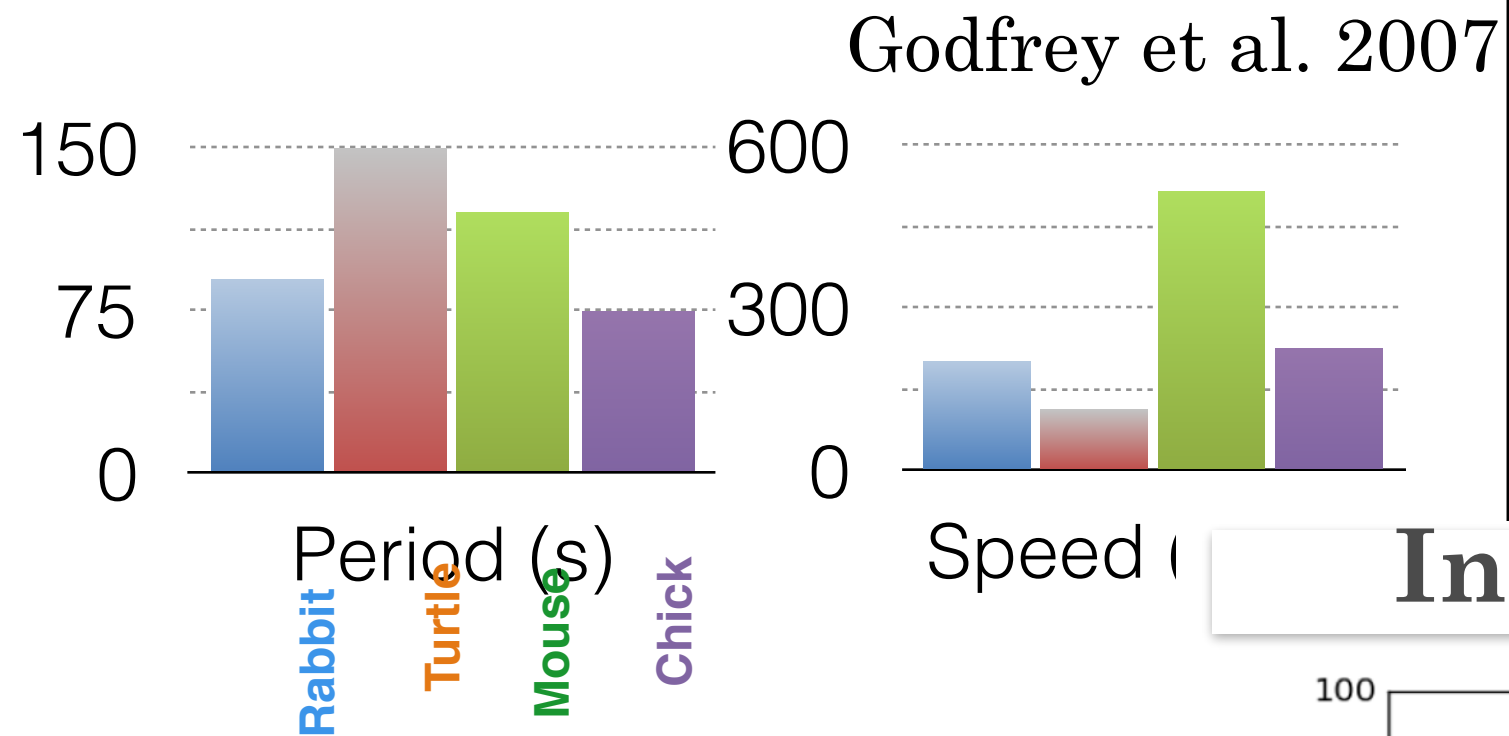 Godfrey et al. 2007
150
75
0
Period (s)
Rabbit
Turtle
Mouse
Chick
600
300
0
Speed (
In
100